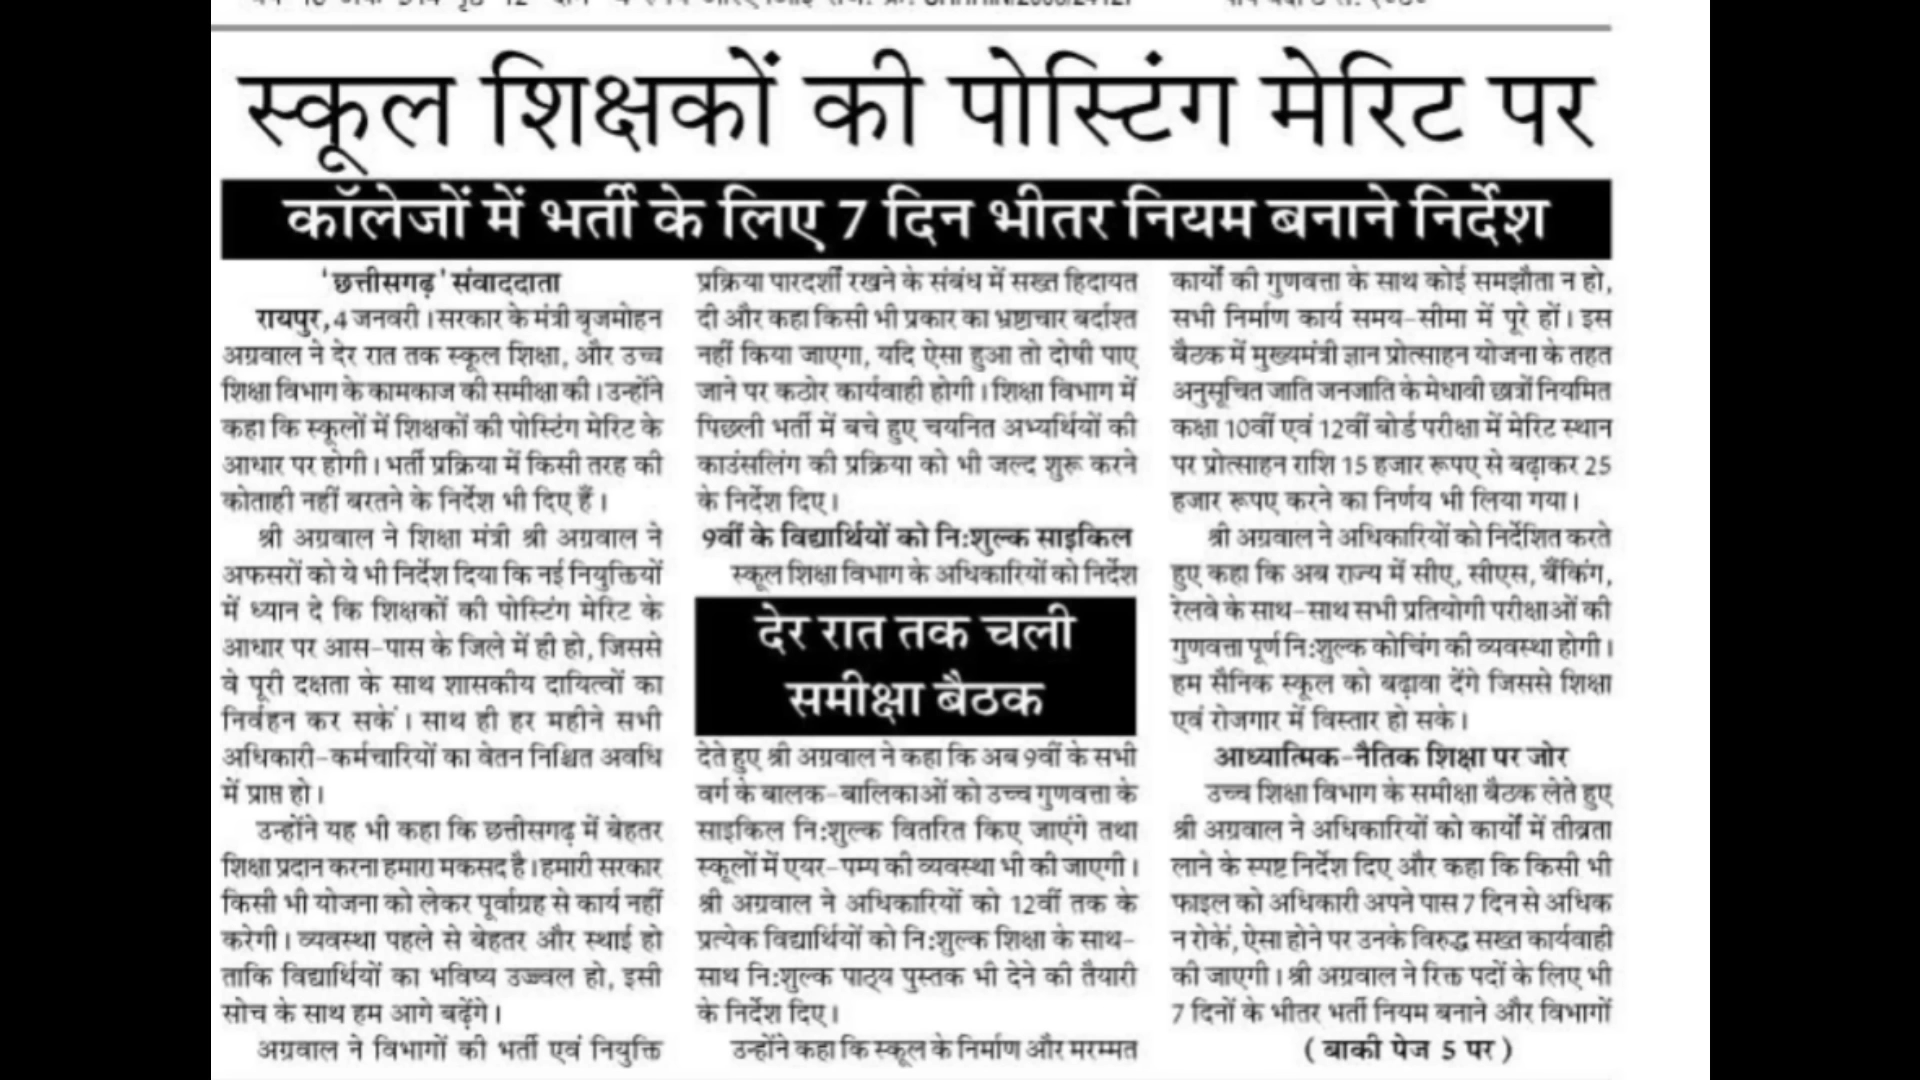 स्कूल शिक्षकों की पोस्टिंग मेरिट पर
कॉलेजों में भर्ती के लिए 7 दिन भीतर नियम बनाने निर्देश
'छत्तीसगढ़' संवाददाता
रायपुर, 4 जनवरी। सरकार के मंत्री बृजमोहन
अग्रवाल ने देर रात तक स्कूल शिक्षा, और उच्च
शिक्षा विभाग के कामकाज की समीक्षा की। उन्होंने
कहा कि स्कूलों में शिक्षकों की पोस्टिंग मेरिट के
आधार पर होगी। भर्ती प्रक्रिया में किसी तरह की
कोताही नहीं बरतने के निर्देश भी दिए हैं।
श्री अग्रवाल ने शिक्षा मंत्री श्री अग्रवाल ने
अफसरों को ये भी निर्देश दिया कि नई नियुक्तियों
में ध्यान दे कि शिक्षकों की पोस्टिंग मेरिट के
आधार पर आस-पास के जिले में ही हो, जिससे
वे पूरी दक्षता के साथ शासकीय दायित्वों का
निर्वहन कर सकें। साथ ही हर महीने सभी
अधिकारी-कर्मचारियों का वेतन निश्चित अवधि
में प्राप्त हो।
उन्होंने यह भी कहा कि छत्तीसगढ़ में बेहतर
शिक्षा प्रदान करना हमारा मकसद है। हमारी सरकार
किसी भी योजना को लेकर पूर्वाग्रह से कार्य नहीं
करेगी। व्यवस्था पहले से बेहतर और स्थाई हो
ताकि विद्यार्थियों का भविष्य उज्ज्वल हो, इसी
सोच के साथ हम आगे बढ़ेंगे।
अग्रवाल ने विभागों की भर्ती एवं नियुक्ति
प्रक्रिया पारदर्शी रखने के संबंध में सख्त हिदायत
दी और कहा किसी भी प्रकार का भ्रष्टाचार बर्दाश्त
नहीं किया जाएगा, यदि ऐसा हुआ तो दोषी पाए
जाने पर कठोर कार्यवाही होगी। शिक्षा विभाग में
पिछली भर्ती में बचे हुए चयनित अभ्यर्थियों की
काउंसलिंग की प्रक्रिया को भी जल्द शुरू करने
के निर्देश दिए।
9वीं के विद्यार्थियों को नि:शुल्क साइकिल
स्कूल शिक्षा विभाग के अधिकारियों को निर्देश
देर रात तक चली
समीक्षा बैठक
देते हुए श्री अग्रवाल ने कहा कि अब 9वीं के सभी
वर्ग के बालक-बालिकाओं को उच्च गुणवत्ता के
साइकिल नि:शुल्क वितरित किए जाएंगे तथा
स्कूलों में एयर-पम्प की व्यवस्था भी की जाएगी।
श्री अग्रवाल ने अधिकारियों को 12वीं तक के
प्रत्येक विद्यार्थियों को नि:शुल्क शिक्षा के साथ-
साथ नि:शुल्क पाठ्य पुस्तक भी देने की तैयारी
के निर्देश दिए।
उन्होंने कहा कि स्कूल के निर्माण और मरम्मत
कार्यों की गुणवत्ता के साथ कोई समझौता न हो,
सभी निर्माण कार्य समय-सीमा में पूरे हों। इस
बैठक में मुख्यमंत्री ज्ञान प्रोत्साहन योजना के तहत
अनुसूचित जाति जनजाति के मेधावी छात्रों नियमित
कक्षा 10वीं एवं 12वीं बोर्ड परीक्षा में मेरिट स्थान
पर प्रोत्साहन राशि 15 हजार रूपए से बढ़ाकर 25
हजार रूपए करने का निर्णय भी लिया गया।
श्री अग्रवाल ने अधिकारियों को निर्देशित करते
हुए कहा कि अब राज्य में सीए, सीएस, बैंकिंग,
रेलवे के साथ-साथ सभी प्रतियोगी परीक्षाओं की
गुणवत्ता पूर्ण नि:शुल्क कोचिंग की व्यवस्था होगी।
हम सैनिक स्कूल को बढ़ावा देंगे जिससे शिक्षा
एवं रोजगार में विस्तार हो सके।
आध्यात्मिक-नैतिक शिक्षा पर जोर
उच्च शिक्षा विभाग के समीक्षा बैठक लेते हुए
श्री अग्रवाल ने अधिकारियों को कार्यों में तीव्रता
लाने के स्पष्ट निर्देश दिए और कहा कि किसी भी
फाइल को अधिकारी अपने पास 7 दिन से अधिक
न रोकें, ऐसा होने पर उनके विरुद्ध सख्त कार्यवाही
की जाएगी। श्री अग्रवाल ने रिक्त पदों के लिए भी
7 दिनों के भीतर भर्ती नियम बनाने और विभागों
( बाकी पेज 5 पर )